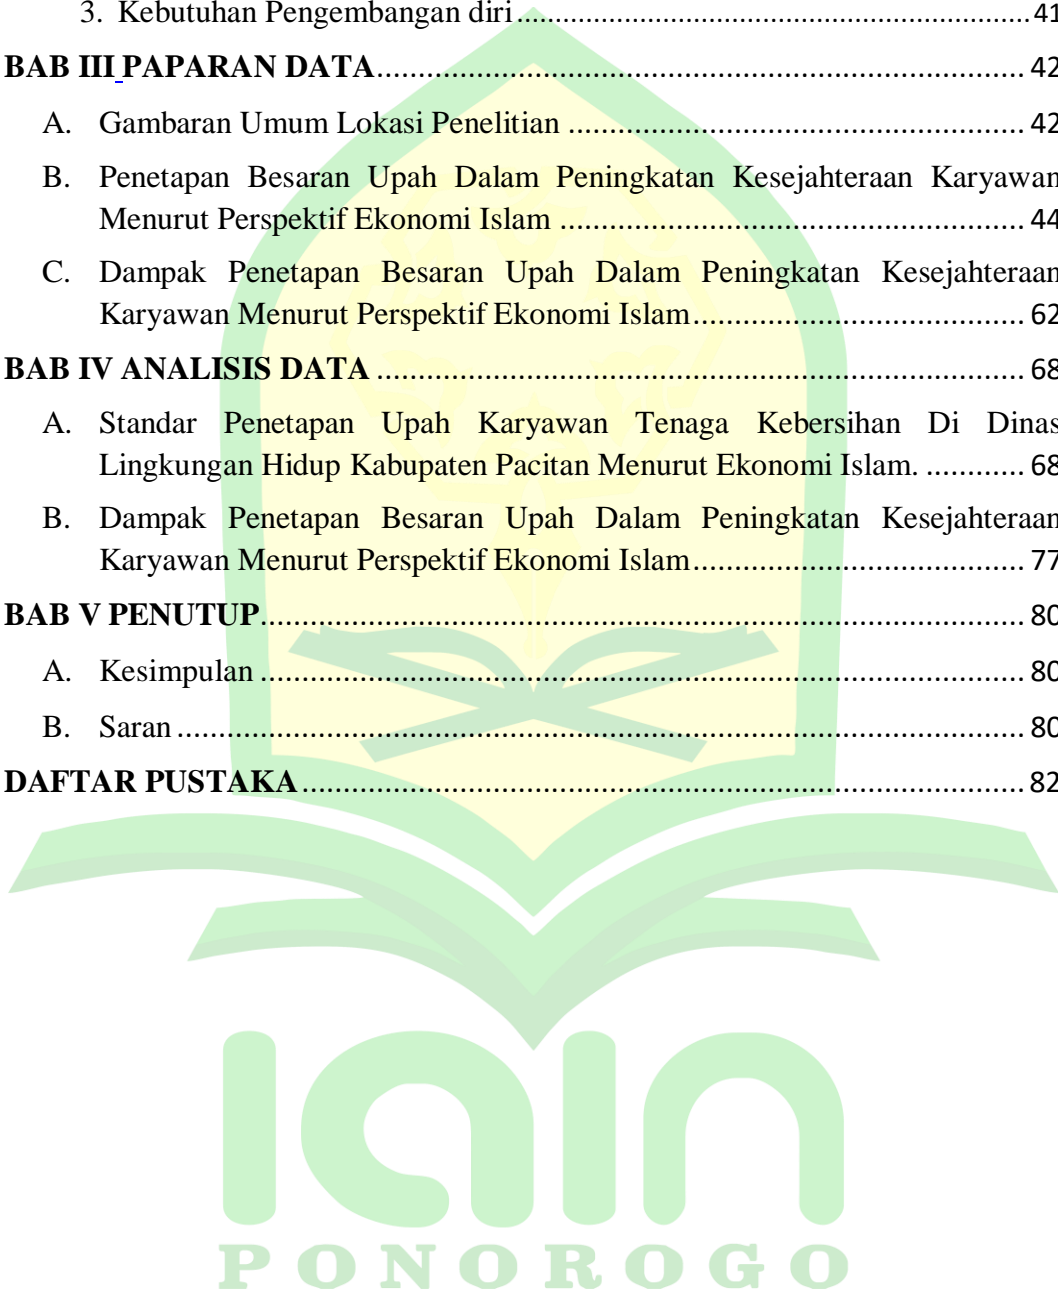 3. Kebutuhan Pengembangan diri........................................................................................41
BAB III PAPARAN DATA........................................................................................ 42
A. Gambaran Umum Lokasi Penelitian ........................................................................ 42
B. Penetapan Besaran Upah Dalam Peningkatan Kesejahteraan Karyawan
Menurut Perspektif Ekonomi Islam ........................................................................ 44
C. Dampak Penetapan Besaran Upah Dalam Peningkatan Kesejahteraan
Karyawan Menurut Perspektif Ekonomi Islam.................................................... 62
BAB IV ANALISIS DATA ........................................................................................ 68
A. Standar Penetapan Upah Karyawan Tenaga Kebersihan Di Dinas
Lingkungan Hidup Kabupaten Pacitan Menurut Ekonomi Islam. ............ 68
B. Dampak Penetapan Besaran Upah Dalam Peningkatan Kesejahteraan
Karyawan Menurut Perspektif Ekonomi Islam.................................................... 77
BAB V PENUTUP........................................................................................ 80
A. Kesimpulan ........................................................................................ 80
B. Saran ........................................................................................ 80
DAFTAR PUSTAKA........................................................................................ 82
iain
PONOROGO